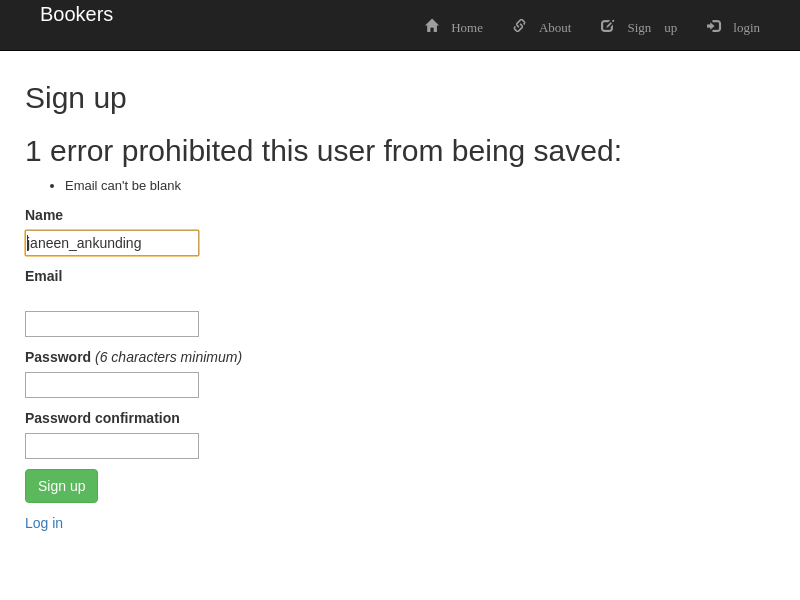 Bookers
Home About Sign up login
Sign up
1 error prohibited this user from being saved:
Email can't be blank
Name
janeen_ankunding
Email
Password (6 characters minimum)
Password confirmation
Sign up
Log in